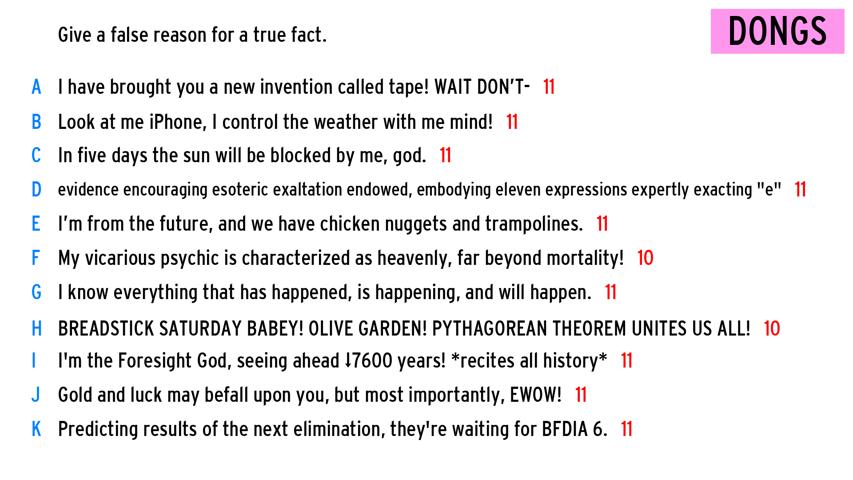 Give a false reason for a true fact.
DONGS
A I have brought you a new invention called tape! WAIT DON'T- 11
B Look at me iPhone, I control the weather with me mind! 11
C In five days the sun will be blocked by me, god. 11
D evidence encouraging esoteric exaltation endowed, embodying eleven expressions expertly exacting "e" 11
E I'm from the future, and we have chicken nuggets and trampolines. 11
F My vicarious psychic is characterized as heavenly, far beyond mortality! 10
G I know everything that has happened, is happening, and will happen. 11
H BREADSTICK SATURDAY BABEY! OLIVE GARDEN! PYTHAGOREAN THEOREM UNITES US ALL! 10
I I'm the Foresight God, seeing ahead ⸸7600 years! *recites all history* 11
J Gold and luck may befall upon you, but most importantly, EWOW! 11
K Predicting results of the next elimination, they're waiting for BFDIA 6. 11